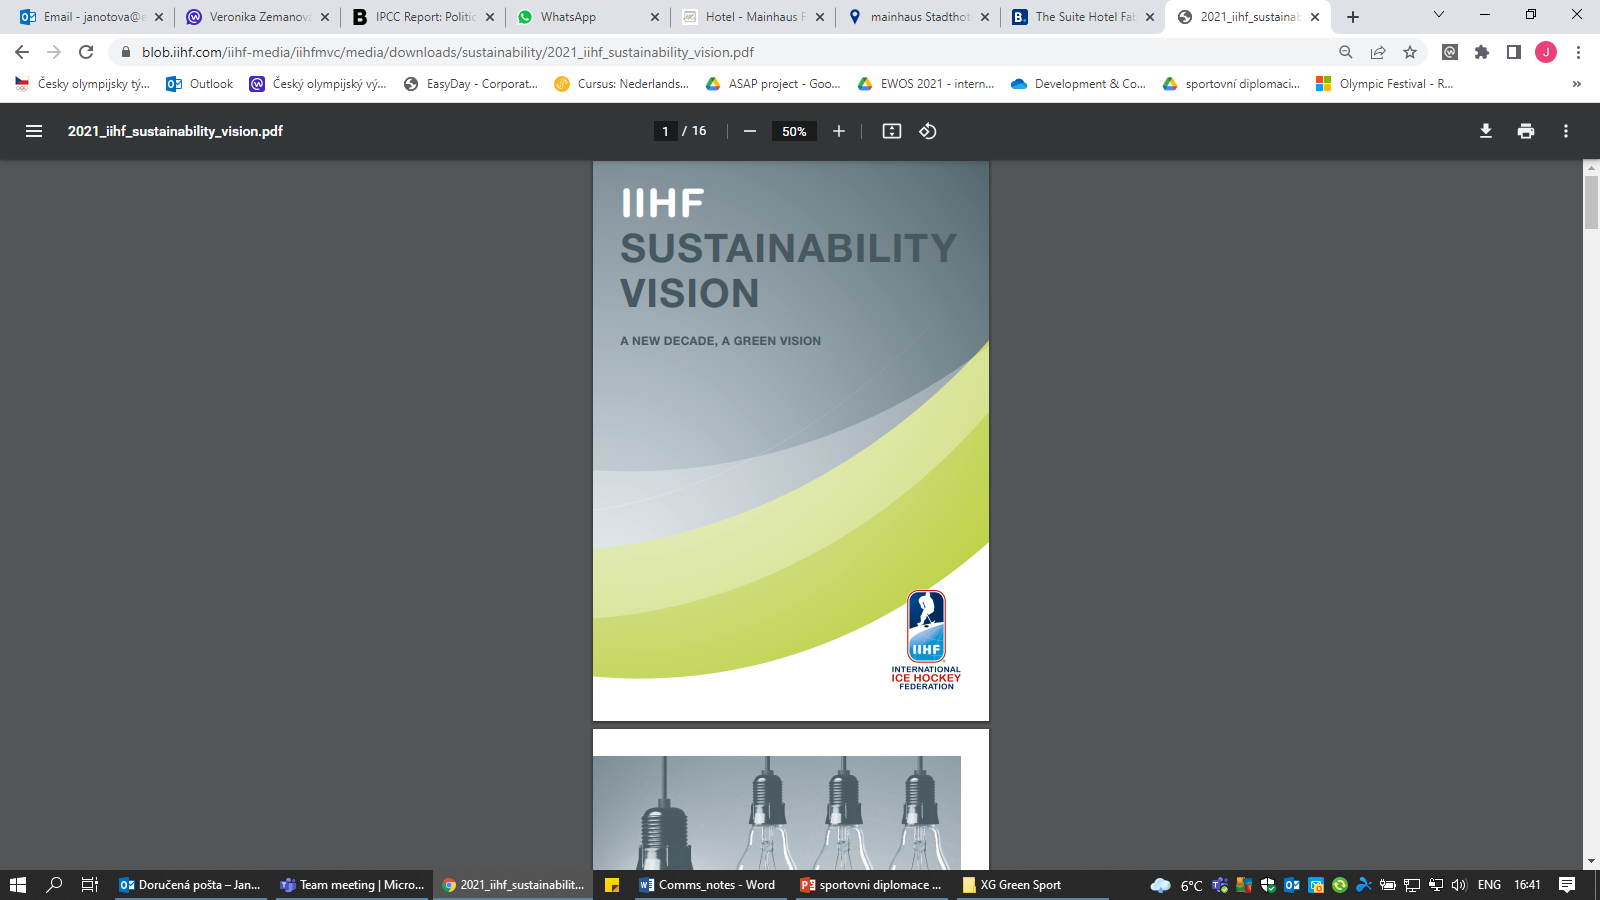 Email - janotova@e
Veronika Zemanova
IPCC Report: Politic
WhatsApp
Hotel - Mainhaus F
mainhaus Stadthot
The Suite Hotel Fab
2021_iihf_sustainab
blob.iihf.com/iihf-media/iihfmvc/media/downloads/sustainability/2021_iihf_sustainability_vision.pdf
J
Česky olympijsky tý...
Outlook
Český olympijský vý...
EasyDay - Corporat...
Cursus: Nederlands...
ASAP project - Goo...
EWOS 2021 - intern...
Development & Co...
sportovní diplomaci...
Olympic Festival - R...
»
2021_iihf_sustainability_vision.pdf
1 / 16
50%
IIHF
SUSTAINABILITY
VISION
A NEW DECADE, A GREEN VISION
IIHF
INTERNATIONAL
ICE HOCKEY
FEDERATION
Doručená pošta – Jan...
Team meeting | Micro...
2021_iihf_sustainabilit...
Comms_notes - Word
sportovni diplomace ...
XG Green Sport
6°C
ENG
16:41